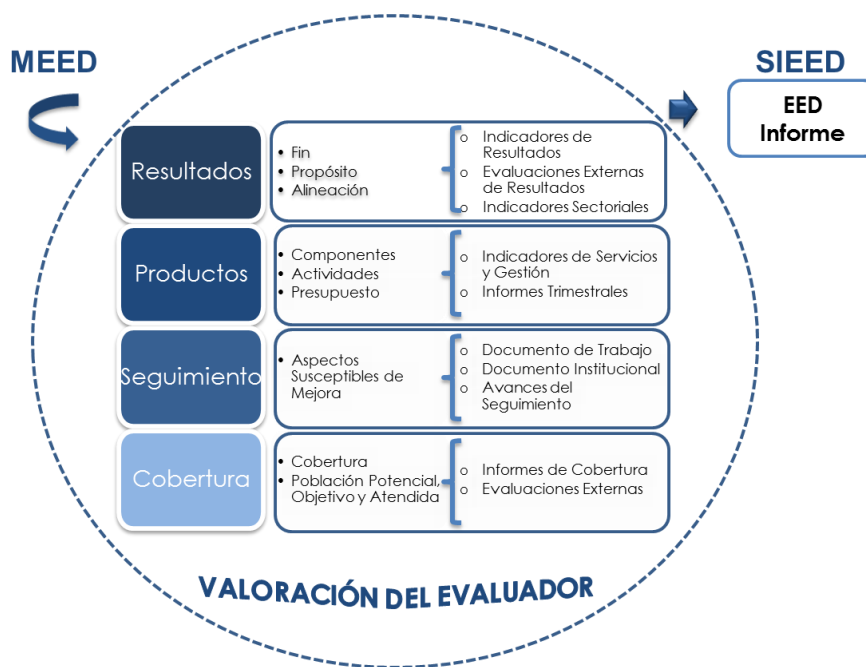 MEED
SIEED
EED
Informe
Resultados
• Fin
• Propósito
• Alineación
o Indicadores de
Resultados
o Evaluaciones Externas
de Resultados
o Indicadores Sectoriales
Productos
• Componentes
• Actividades
• Presupuesto
o Indicadores de Servicios
y Gestión
o Informes Trimestrales
Seguimiento
• Aspectos
Susceptibles de
Mejora
o Documento de Trabajo
o Documento Institucional
o Avances del
Seguimiento
Cobertura
• Cobertura
• Población Potencial,
Objetivo y Atendida
o Informes de Cobertura
o Evaluaciones Externas
VALORACIÓN DEL EVALUADOR